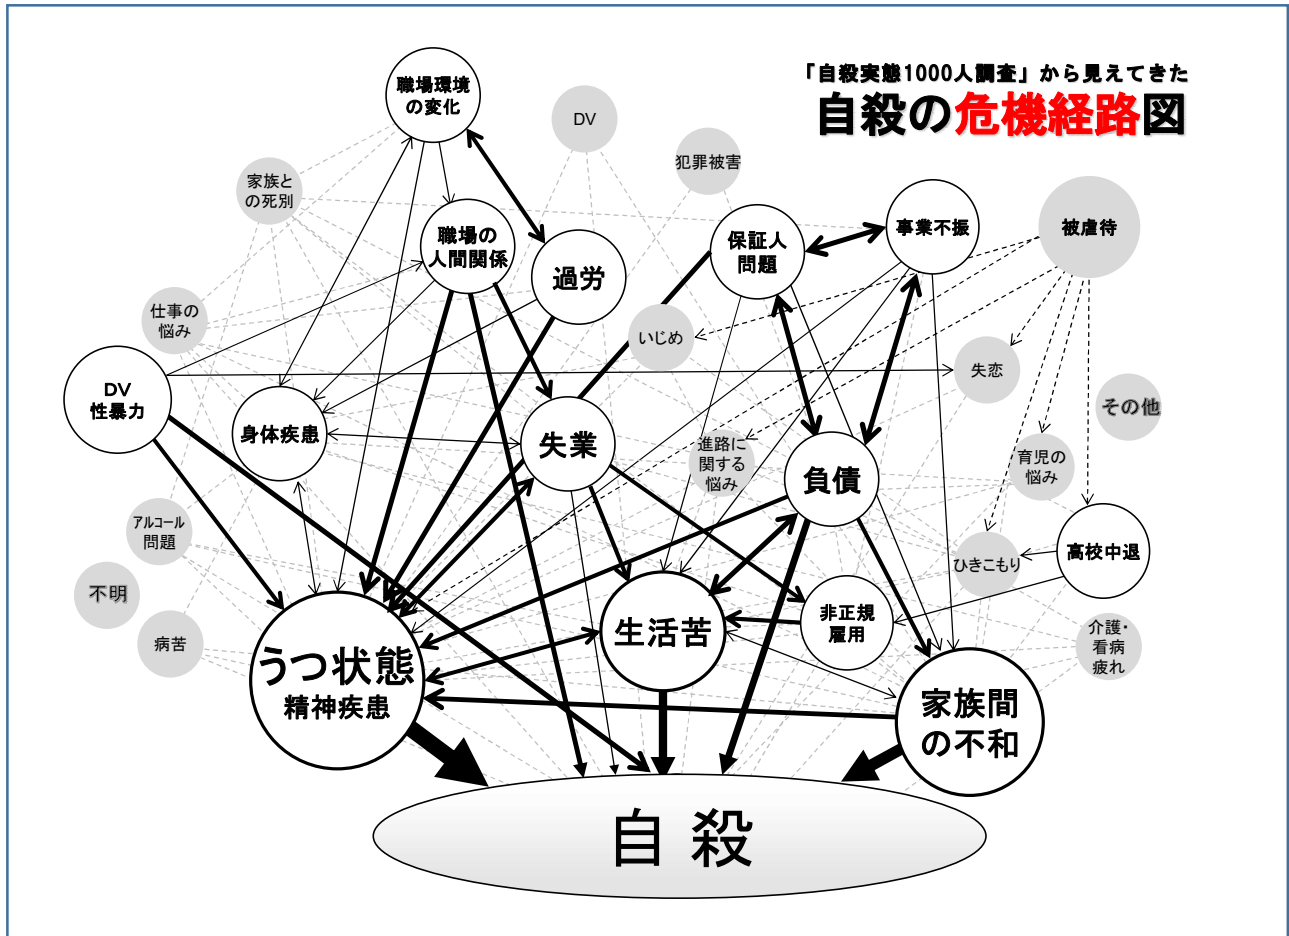 「自殺実態1000人調査」から見えてきた
自殺の危機経路図
職場環境
の変化
DV
犯罪被害
家族と
の死別
職場の
人間関係
過労
保証人
問題
事業不振
被虐待
仕事の
悩み
いじめ
失恋
DV
性暴力
その他
身体疾患
失業
進路に
関する
悩み
負債
育児の
悩み
アルコール
問題
高校中退
ひきこもり
不明
病苦
うつ状態
精神疾患
生活苦
非正規
雇用
介護・
看病
疲れ
家族間
の不和
自殺